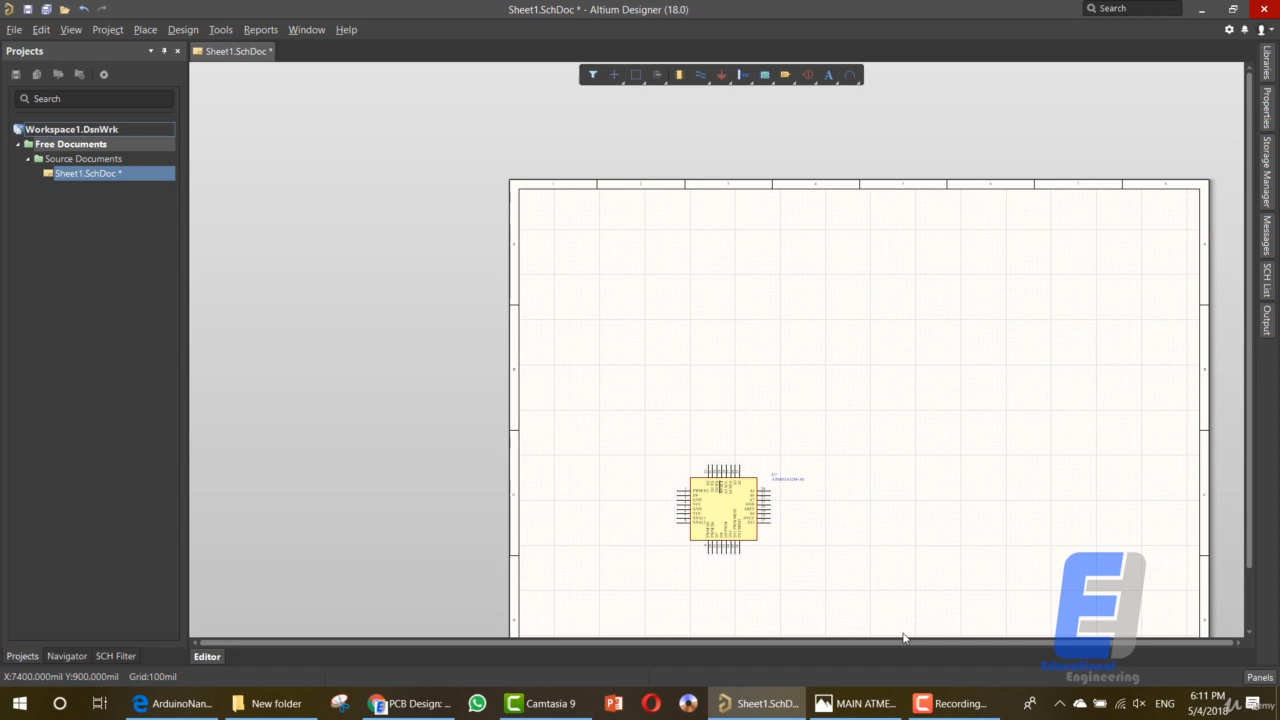 Sheet1.SchDoc * - Altium Designer (18.0)
Search
File Edit View Project Place Design Tools Reports Window Help
Projects
Sheet1.SchDoc *
Search
Workspace1.DsnWrk
Free Documents
Source Documents
Sheet1.SchDoc *
Libraries
Properties
Storage Manager
Messages
SCH List
Output
Educational
Engineering
Projects Navigator SCH Filter
Editor
X:7400.000mil Y:900.000mil Grid:100mil
Panels
ArduinoNan...
New folder
PCB Design: ...
Camtasia 9
Sheet1.SchD...
MAIN ATME...
Recording...
ENG
6:11 PM
5/4/2018